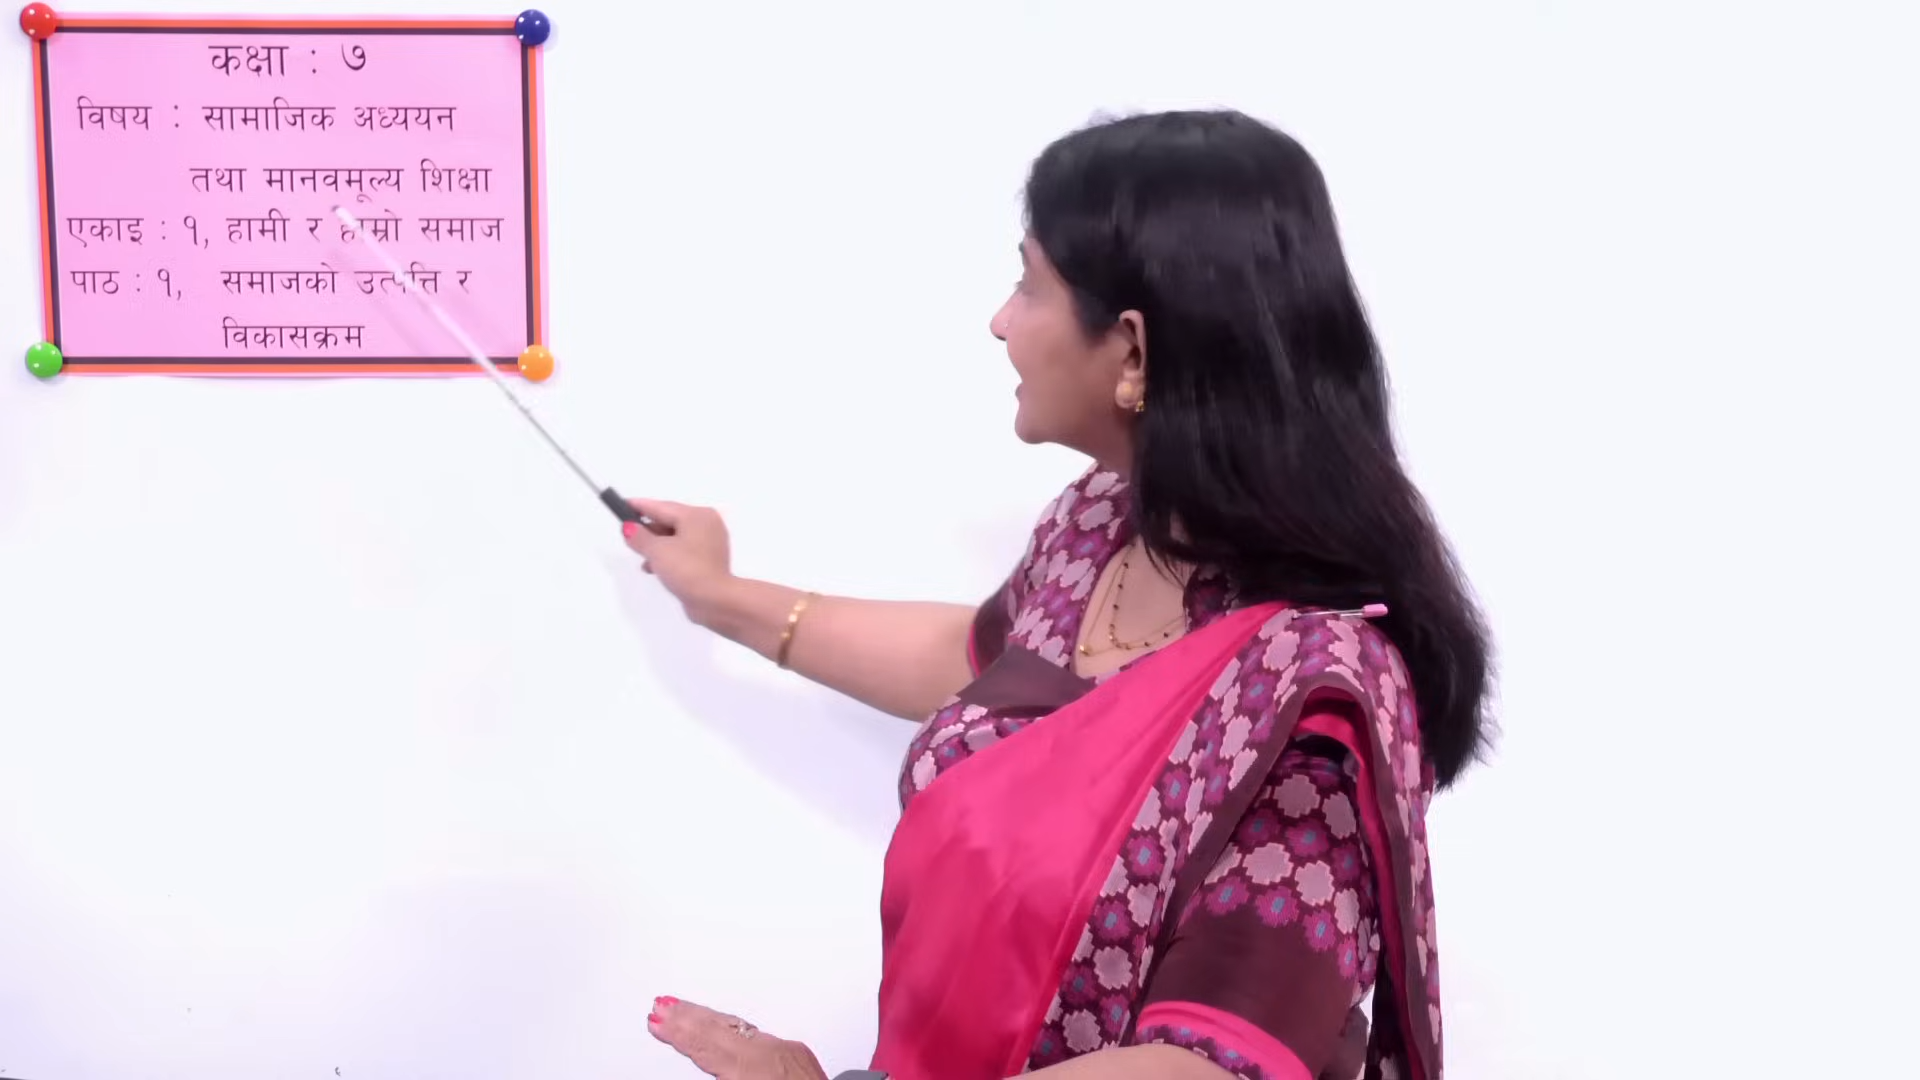 कक्षा : ७
विषय : सामाजिक अध्ययन
तथा मानवमूल्य शिक्षा
एकाइ : १, हामी र हाम्रो समाज
पाठ : १, समाजको उत्पत्ति र
विकासक्रम